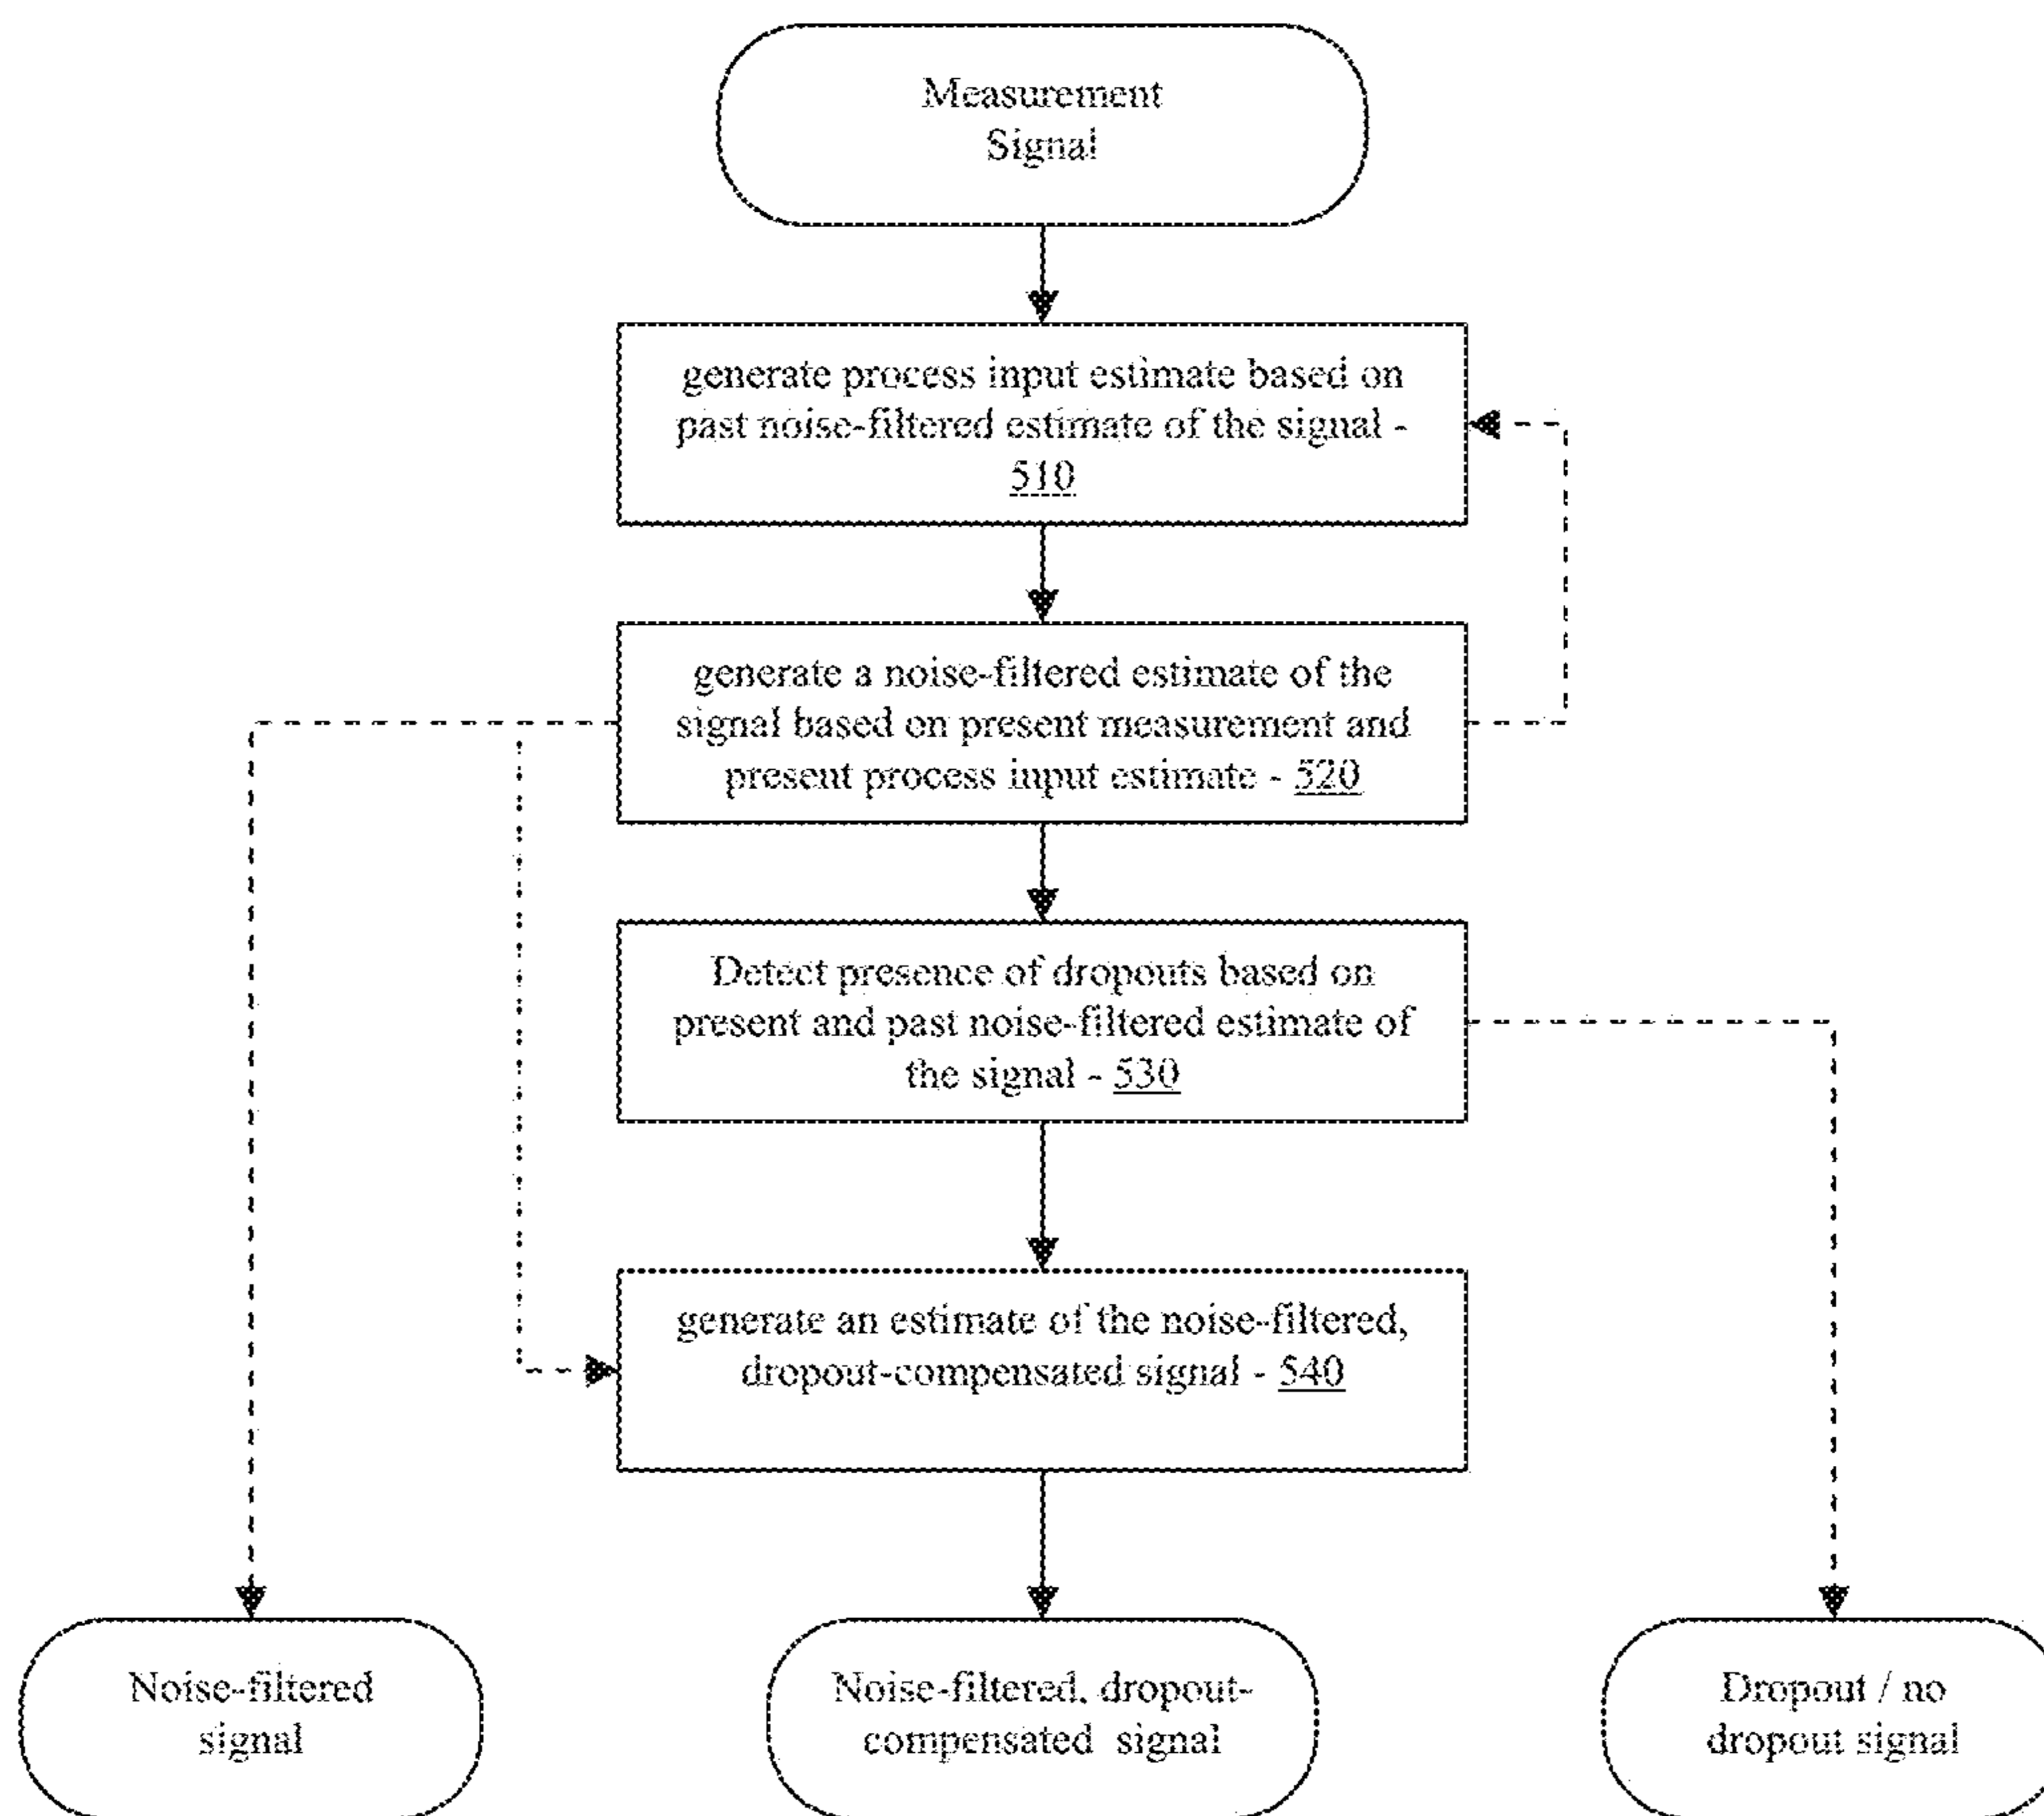 Measurement
Signal
generate process input estimate based on
past noise-filtered estimate of the signal -
510
generate a noise-filtered estimate of the
signal based on present measurement and
present process input estimate - 520
Detect presence of dropouts based on
present and past noise-filtered estimate of
the signal - 530
generate an estimate of the noise-filtered,
dropout-compensated signal - 540
Noise-filtered
signal
Noise-filtered, dropout-
compensated signal
Dropout / no
dropout signal